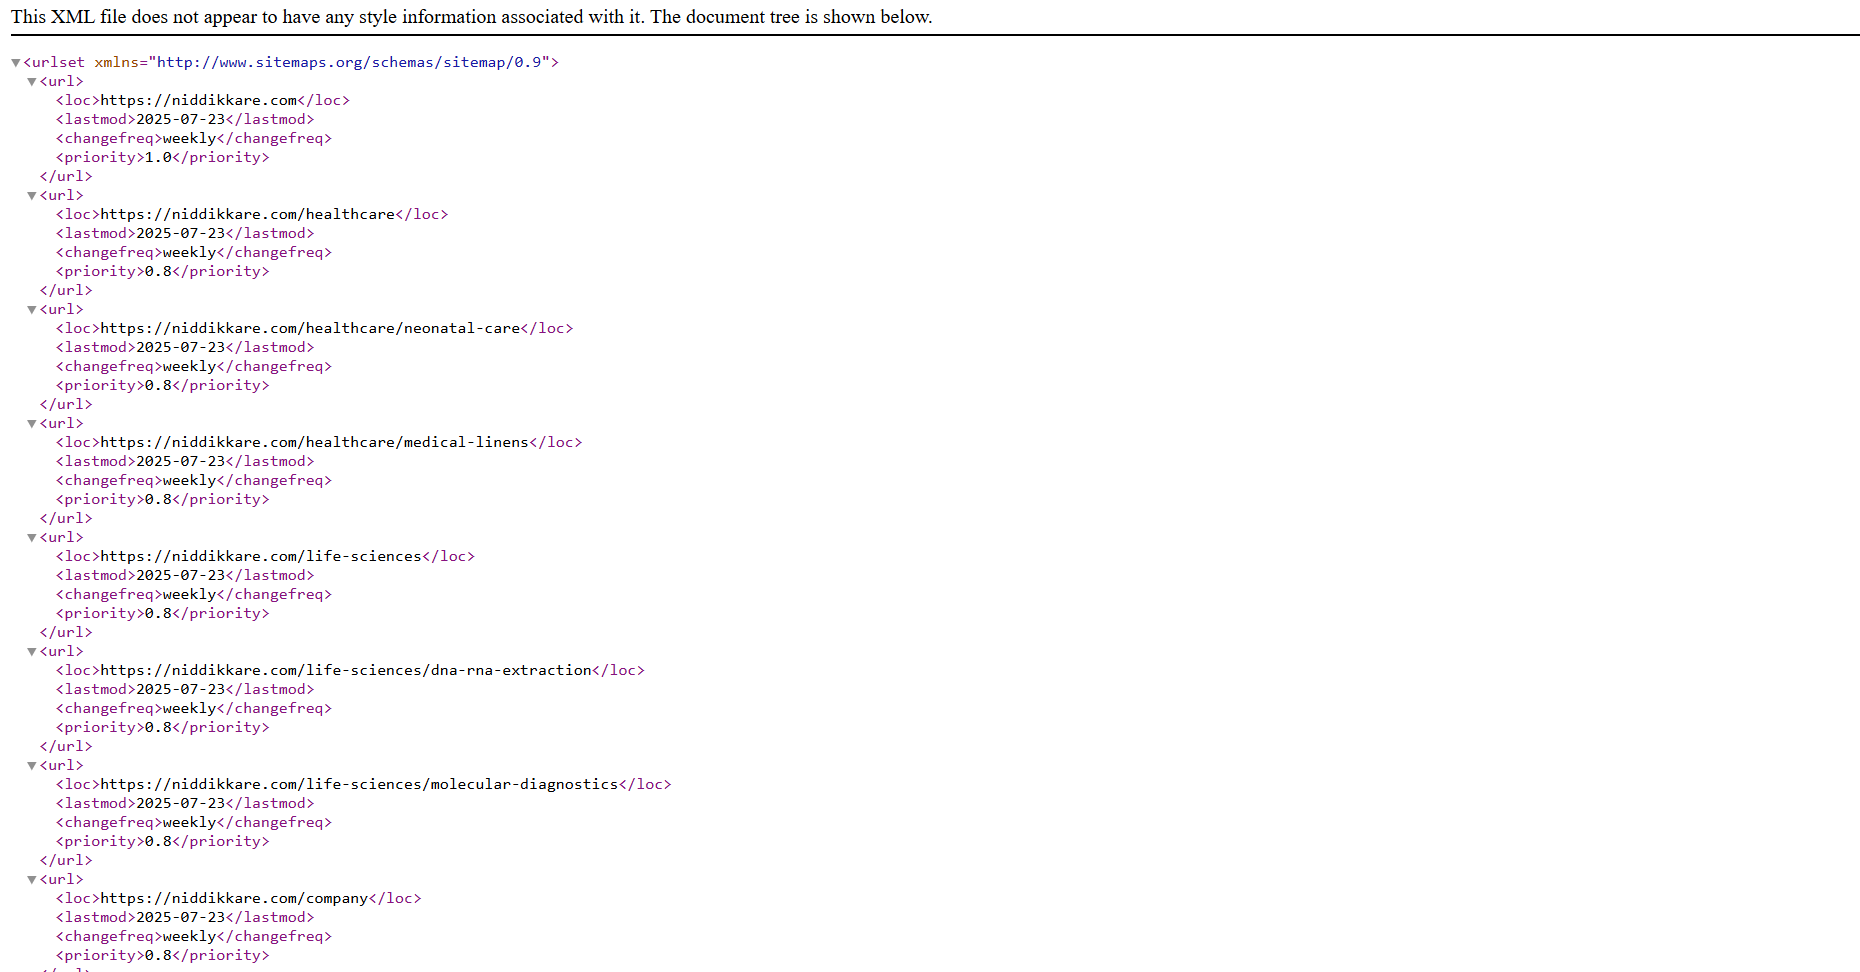 This XML file does not appear to have any style information associated with it. The document tree is shown below.
▼<urlset xmlns="http://www.sitemaps.org/schemas/sitemap/0.9">
▼<url>
<loc>https://niddikkare.com</loc>
<lastmod>2025-07-23</lastmod>
<changefreq>weekly</changefreq>
<priority>1.0</priority>
</url>
▼<url>
<loc>https://niddikkare.com/healthcare</loc>
<lastmod>2025-07-23</lastmod>
<changefreq>weekly</changefreq>
<priority>0.8</priority>
</url>
▼<url>
<loc>https://niddikkare.com/healthcare/neonatal-care</loc>
<lastmod>2025-07-23</lastmod>
<changefreq>weekly</changefreq>
<priority>0.8</priority>
</url>
▼<url>
<loc>https://niddikkare.com/healthcare/medical-linens</loc>
<lastmod>2025-07-23</lastmod>
<changefreq>weekly</changefreq>
<priority>0.8</priority>
</url>
▼<url>
<loc>https://niddikkare.com/life-sciences</loc>
<lastmod>2025-07-23</lastmod>
<changefreq>weekly</changefreq>
<priority>0.8</priority>
</url>
▼<url>
<loc>https://niddikkare.com/life-sciences/dna-rna-extraction</loc>
<lastmod>2025-07-23</lastmod>
<changefreq>weekly</changefreq>
<priority>0.8</priority>
</url>
▼<url>
<loc>https://niddikkare.com/life-sciences/molecular-diagnostics</loc>
<lastmod>2025-07-23</lastmod>
<changefreq>weekly</changefreq>
<priority>0.8</priority>
</url>
▼<url>
<loc>https://niddikkare.com/company</loc>
<lastmod>2025-07-23</lastmod>
<changefreq>weekly</changefreq>
<priority>0.8</priority>